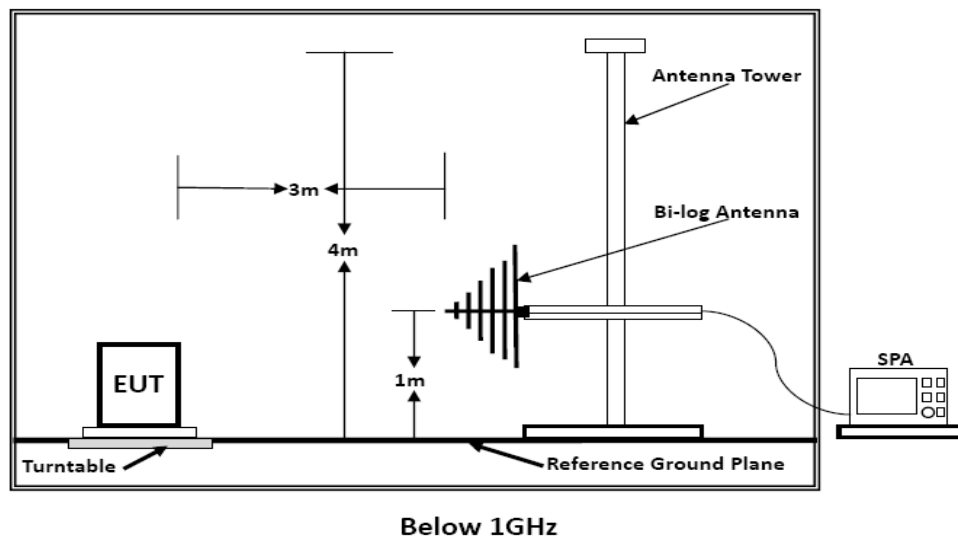 Antenna Tower
3m
Bi-log Antenna
4m
SPA
EUT
1m
Turntable
Reference Ground Plane
Below 1GHz